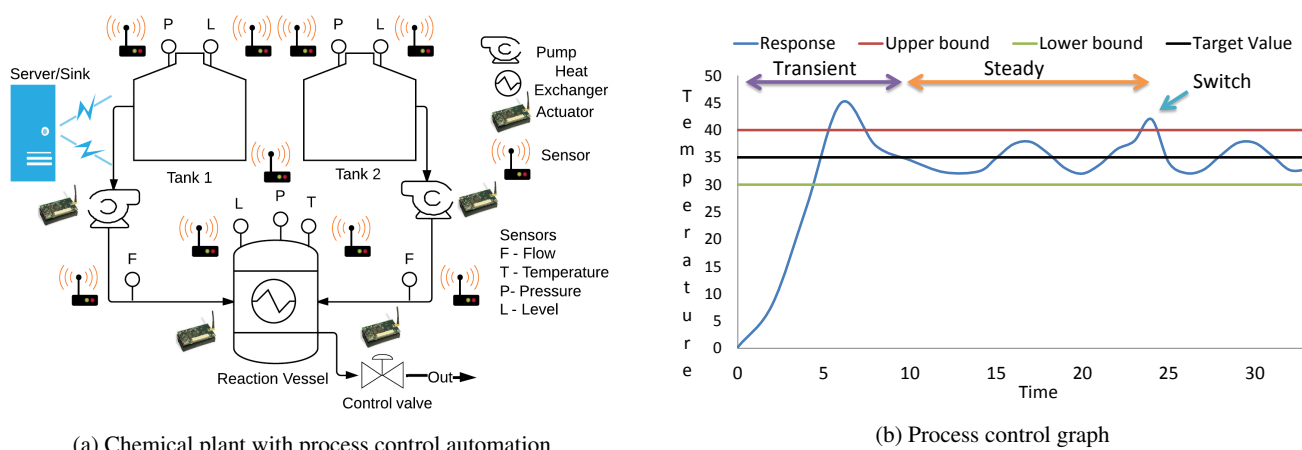 P
L
P
L
Pump
Heat
Exchanger
Actuator
Sensor
Server/Sink
Tank 1
Tank 2
P
L
T
Sensors
F - Flow
T - Temperature
P- Pressure
L - Level
F
F
Reaction Vessel
Out
Control valve
(a) Chemical plant with process control automation
Response
Upper bound
Lower bound
Target Value
Transient
Steady
Switch
Temperature
50
45
40
35
30
25
20
15
10
5
0
0
5
10
15
20
25
30
Time
(b) Process control graph